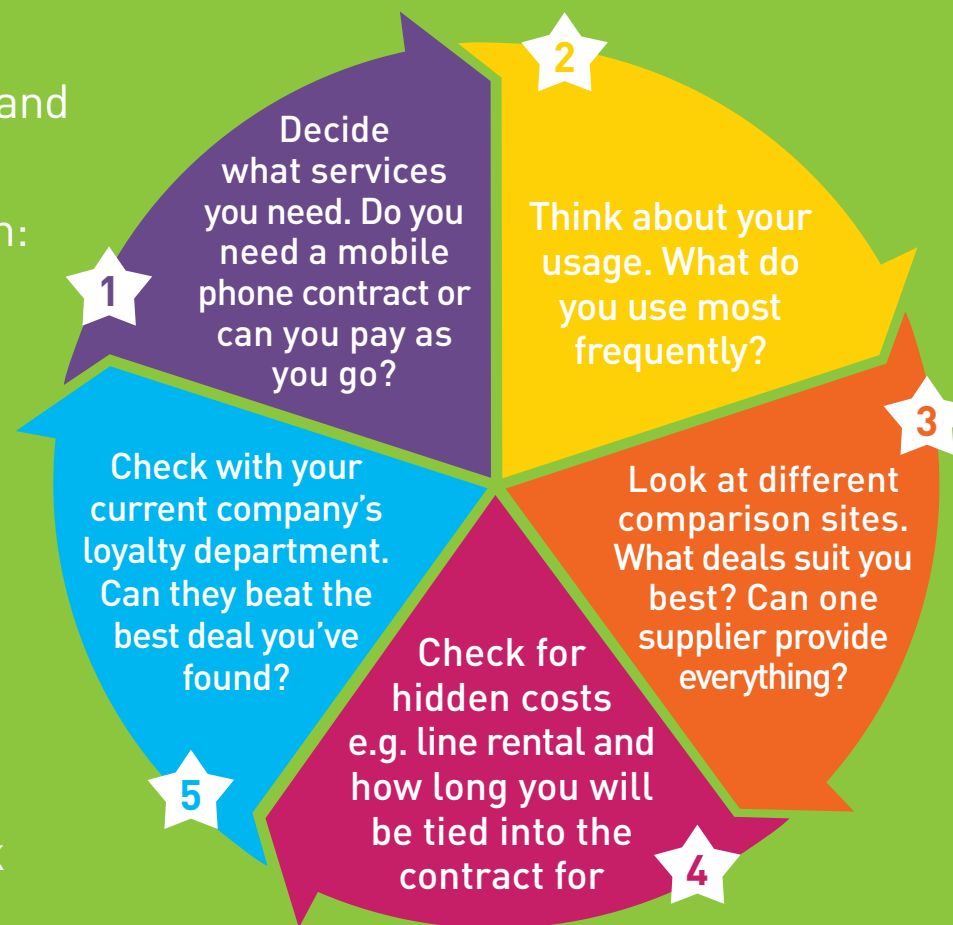 and
n:
1
Decide
what services
you need. Do you
need a mobile
phone contract or
can you pay as
you go?
2
Think about your
usage. What do
you use most
frequently?
3
Look at different
comparison sites.
What deals suit you
best? Can one
supplier provide
everything?
4
Check for
hidden costs
e.g. line rental and
how long you will
be tied into the
contract for
5
Check with your
current company’s
loyalty department.
Can they beat the
best deal you’ve
found?